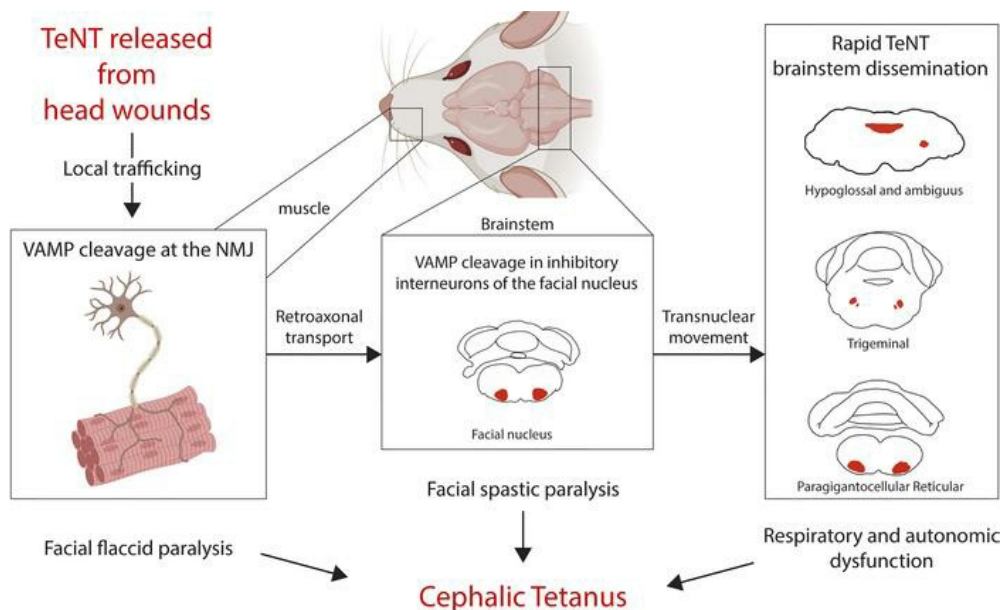 TeNT released
from
head wounds
Local trafficking
muscle
VAMP cleavage at the NMJ
Retroaxonal
transport
Brainstem
VAMP cleavage in inhibitory
interneurons of the facial nucleus
Facial nucleus
Transnuclear
movement
Rapid TeNT
brainstem dissemination
Hypoglossal and ambiguus
Trigeminal
Paragigantocellular Reticular
Facial flaccid paralysis
Facial spastic paralysis
Respiratory and autonomic
dysfunction
Cephalic Tetanus